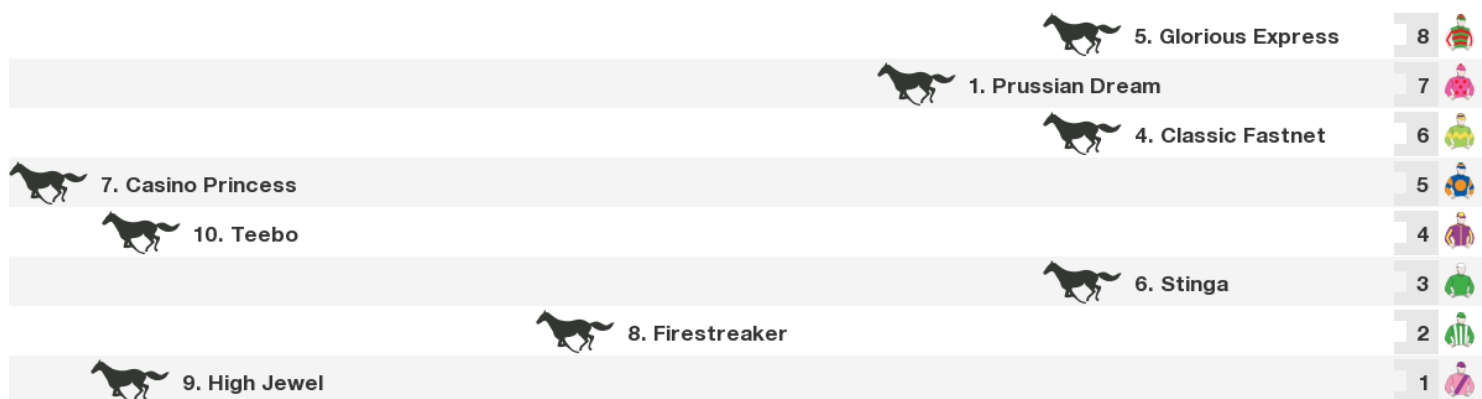 5. Glorious Express 8
1. Prussian Dream 7
4. Classic Fastnet 6
7. Casino Princess 5
10. Teebo 4
6. Stinga 3
8. Firestreaker 2
9. High Jewel 1